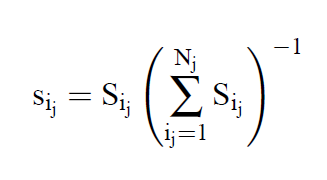 s_{i_j} = S_{i_j} \left( \sum_{i_j=1}^{N_j} S_{i_j} \right)^{-1}